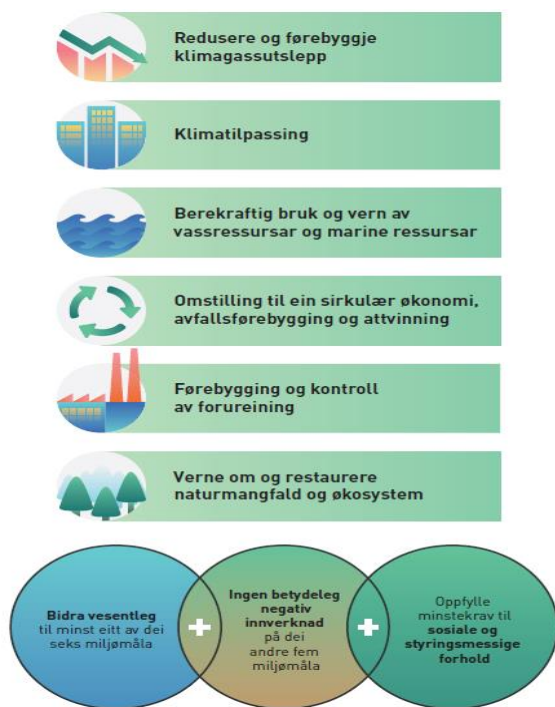 Redusere og førebyggje
klimagassutslepp
Klimatilpassing
Berekraftig bruk og vern av
vassressursar og marine ressursar
Omstilling til ein sirkulær økonomi,
avfallsførebygging og attvinning
Førebygging og kontroll
av forureining
Verne om og restaurere
naturmangfald og økosystem
Bidra vesentleg
til minst eitt av dei
seks miljømåla
+
Ingen betydeleg
negativ
innverknad
på dei
andre fem
miljømåla
+
Oppfylle
minstekrav til
sosiale og
styringsmessige
forhold